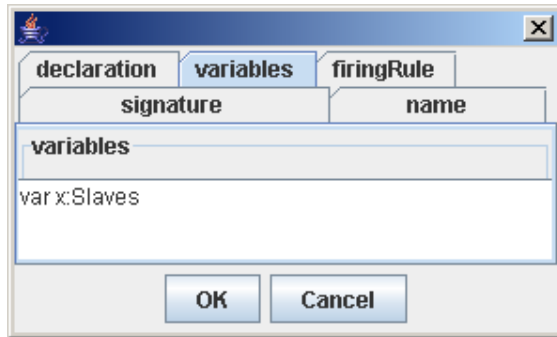 declaration variables firingRule
signature name
variables
var x:Slaves
OK Cancel